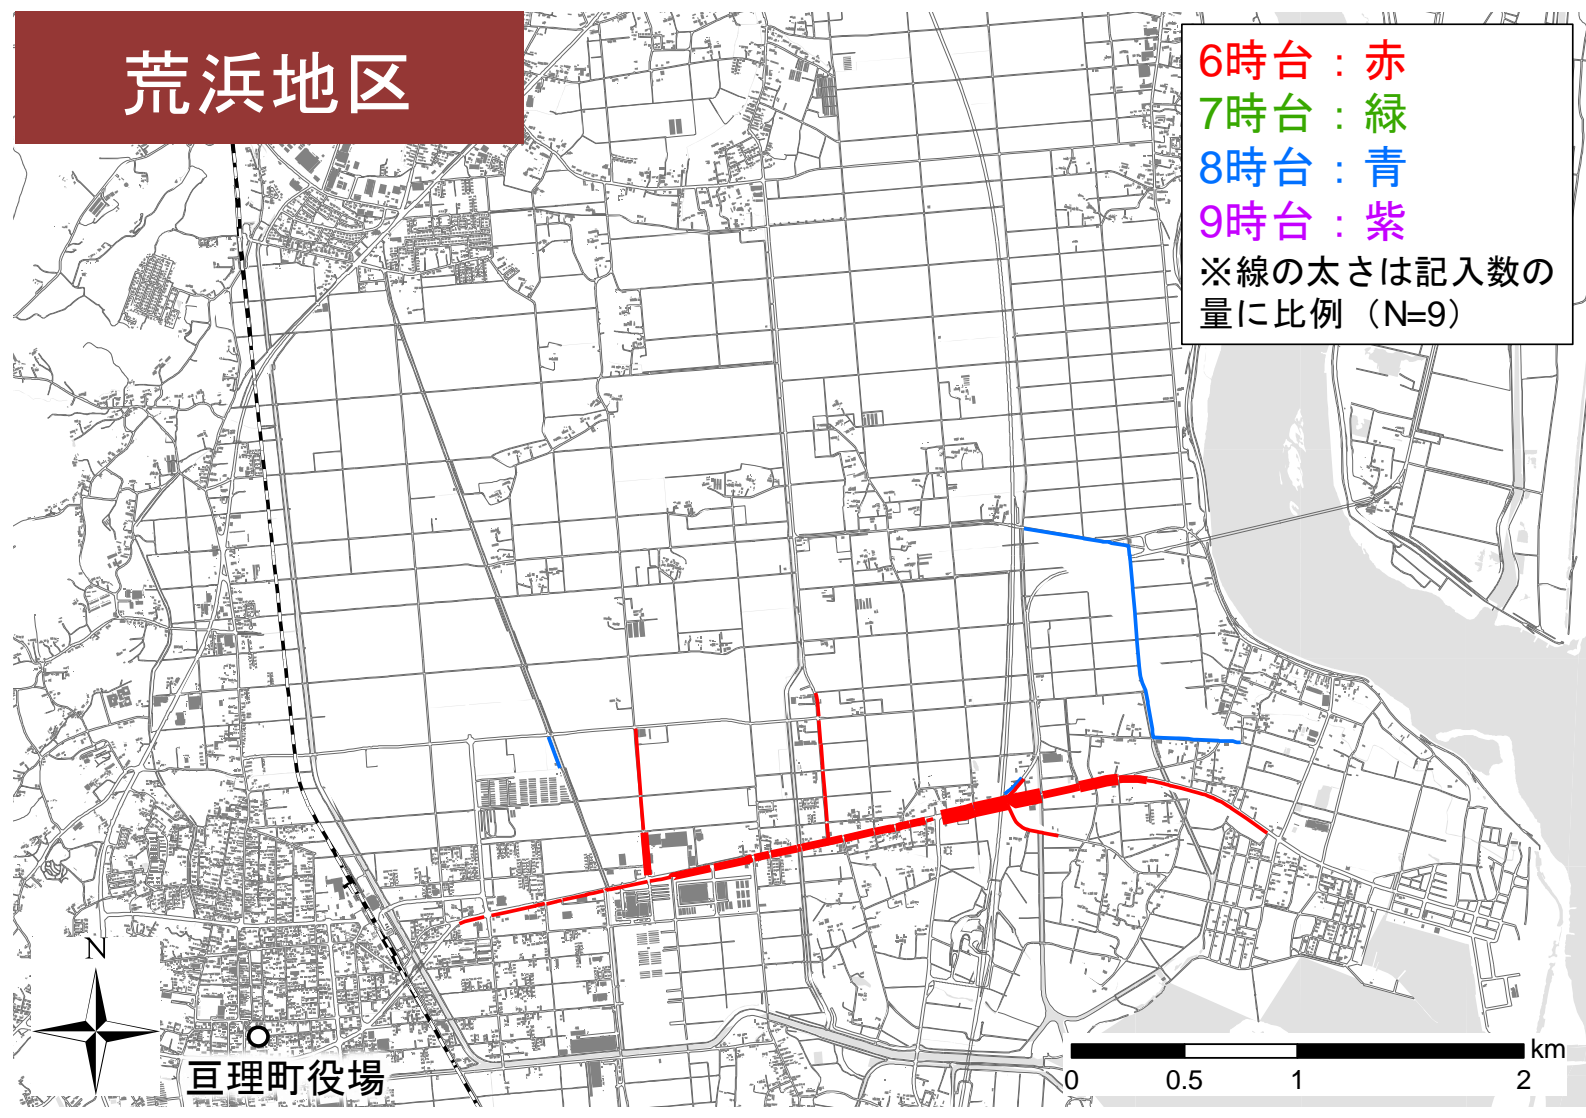 荒浜地区
6時台：赤
7時台：緑
8時台：青
9時台：紫
※線の太さは記入数の
量に比例（N=9）
N
亘理町役場
km
0 0.5 1 2